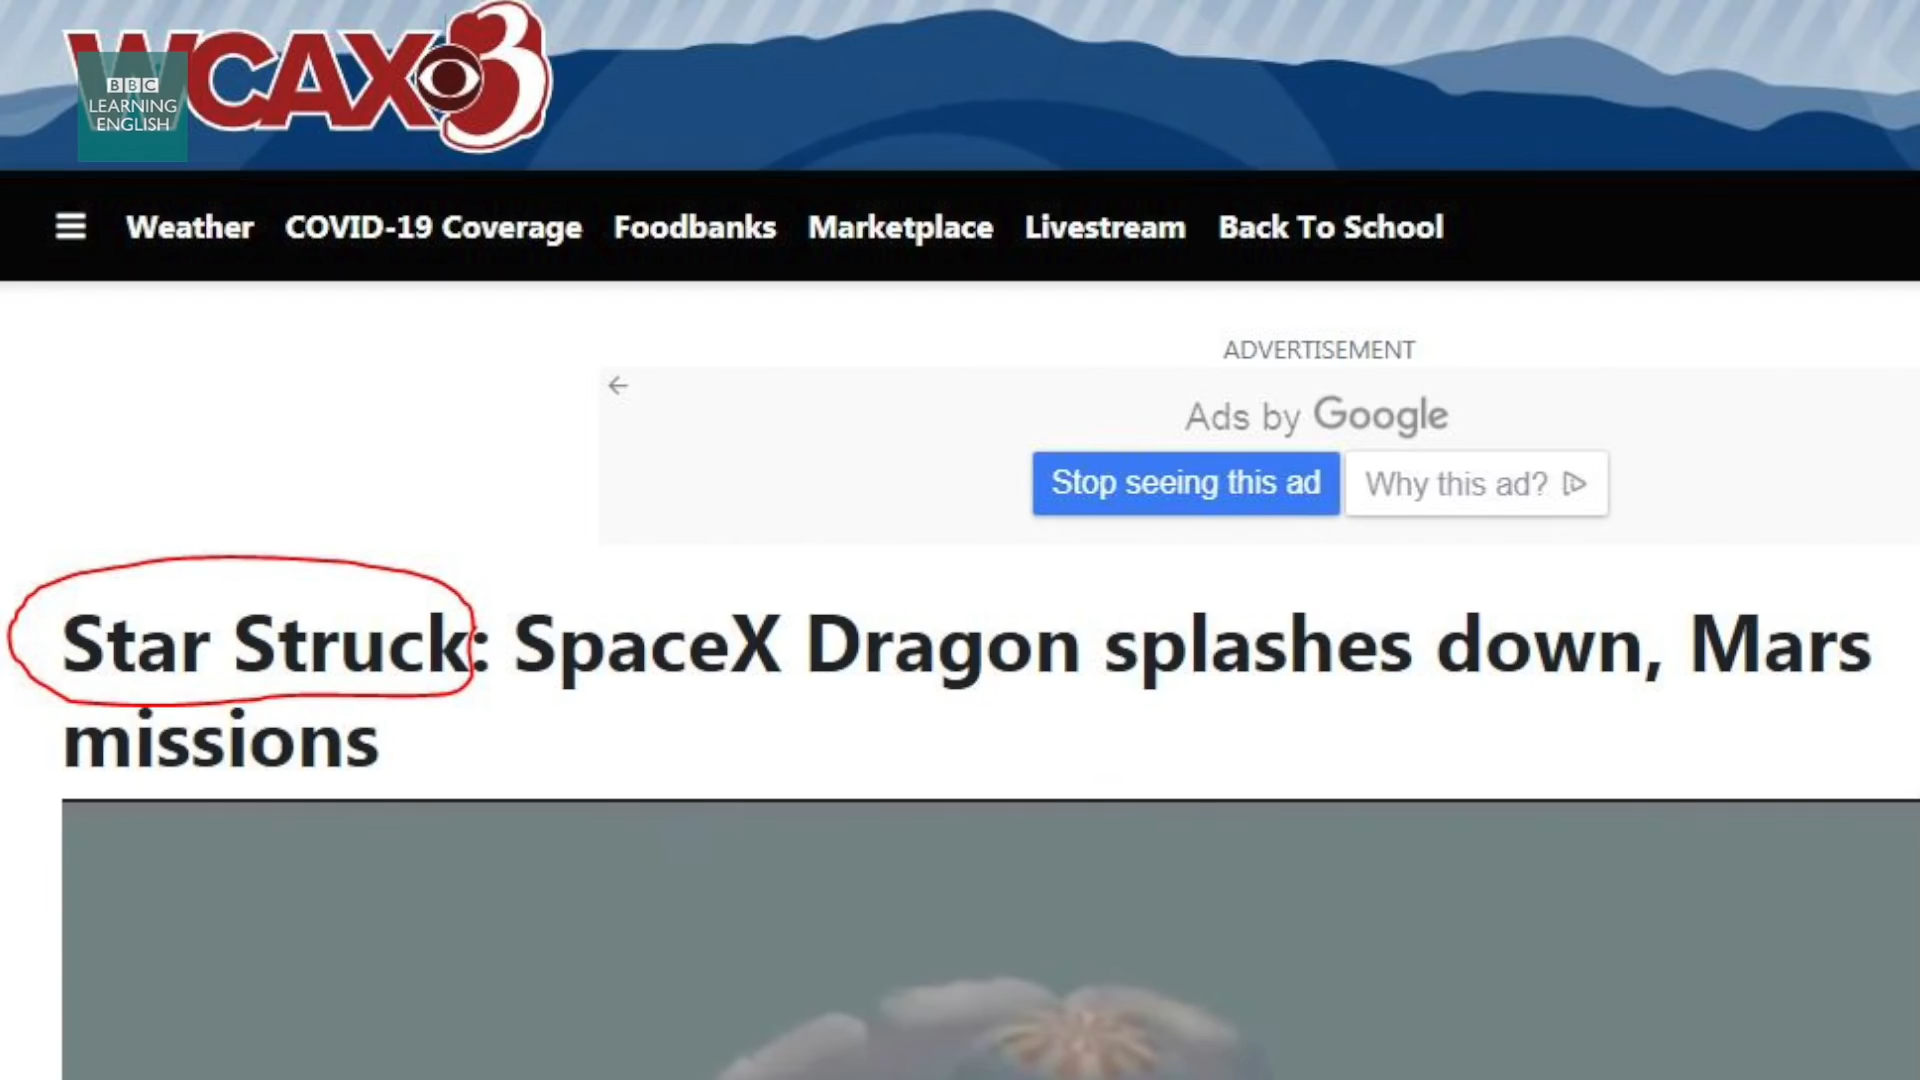 WCAX 3
BBC
LEARNING
ENGLISH
Weather COVID-19 Coverage Foodbanks Marketplace Livestream Back To School
ADVERTISEMENT
Ads by Google
Stop seeing this ad Why this ad?
Star Struck: SpaceX Dragon splashes down, Mars
missions